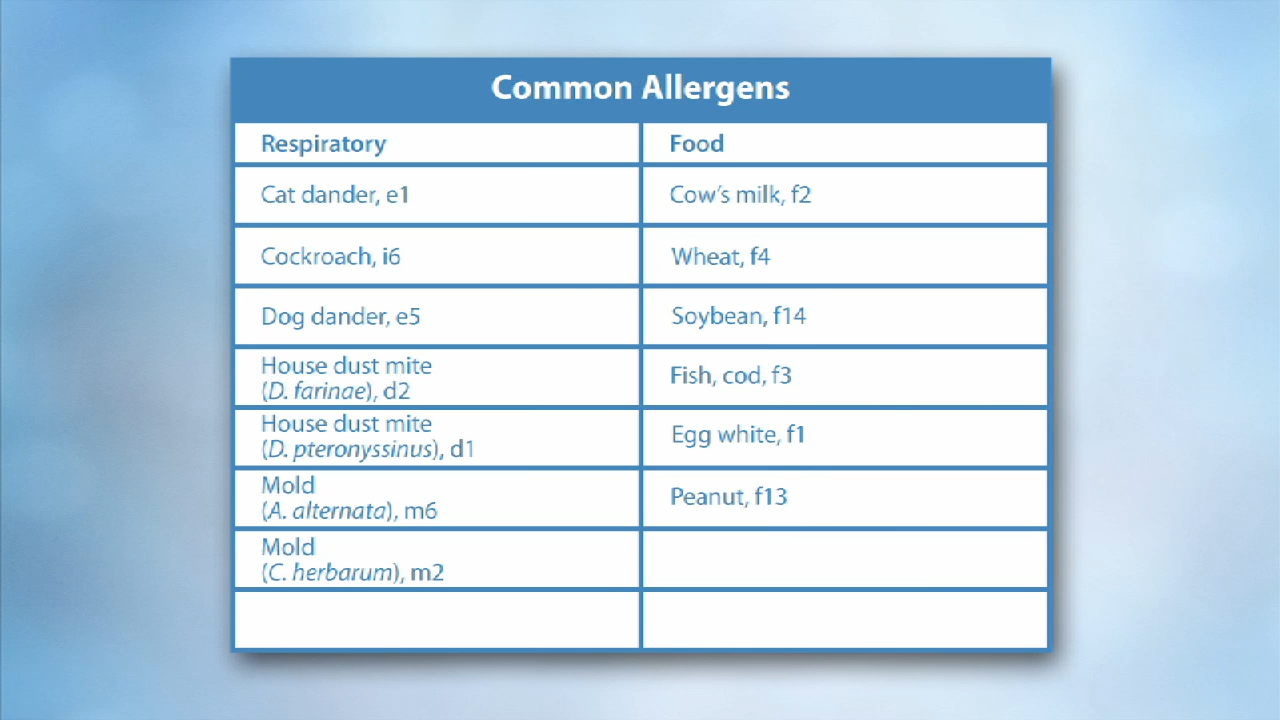 Common Allergens
Respiratory
Food
Cat dander, e1
Cow's milk, f2
Cockroach, i6
Wheat, f4
Dog dander, e5
Soybean, f14
House dust mite
(D. farinae), d2
Fish, cod, f3
House dust mite
(D. pteronyssinus), d1
Egg white, f1
Mold
(A. alternata), m6
Peanut, f13
Mold
(C. herbarum), m2